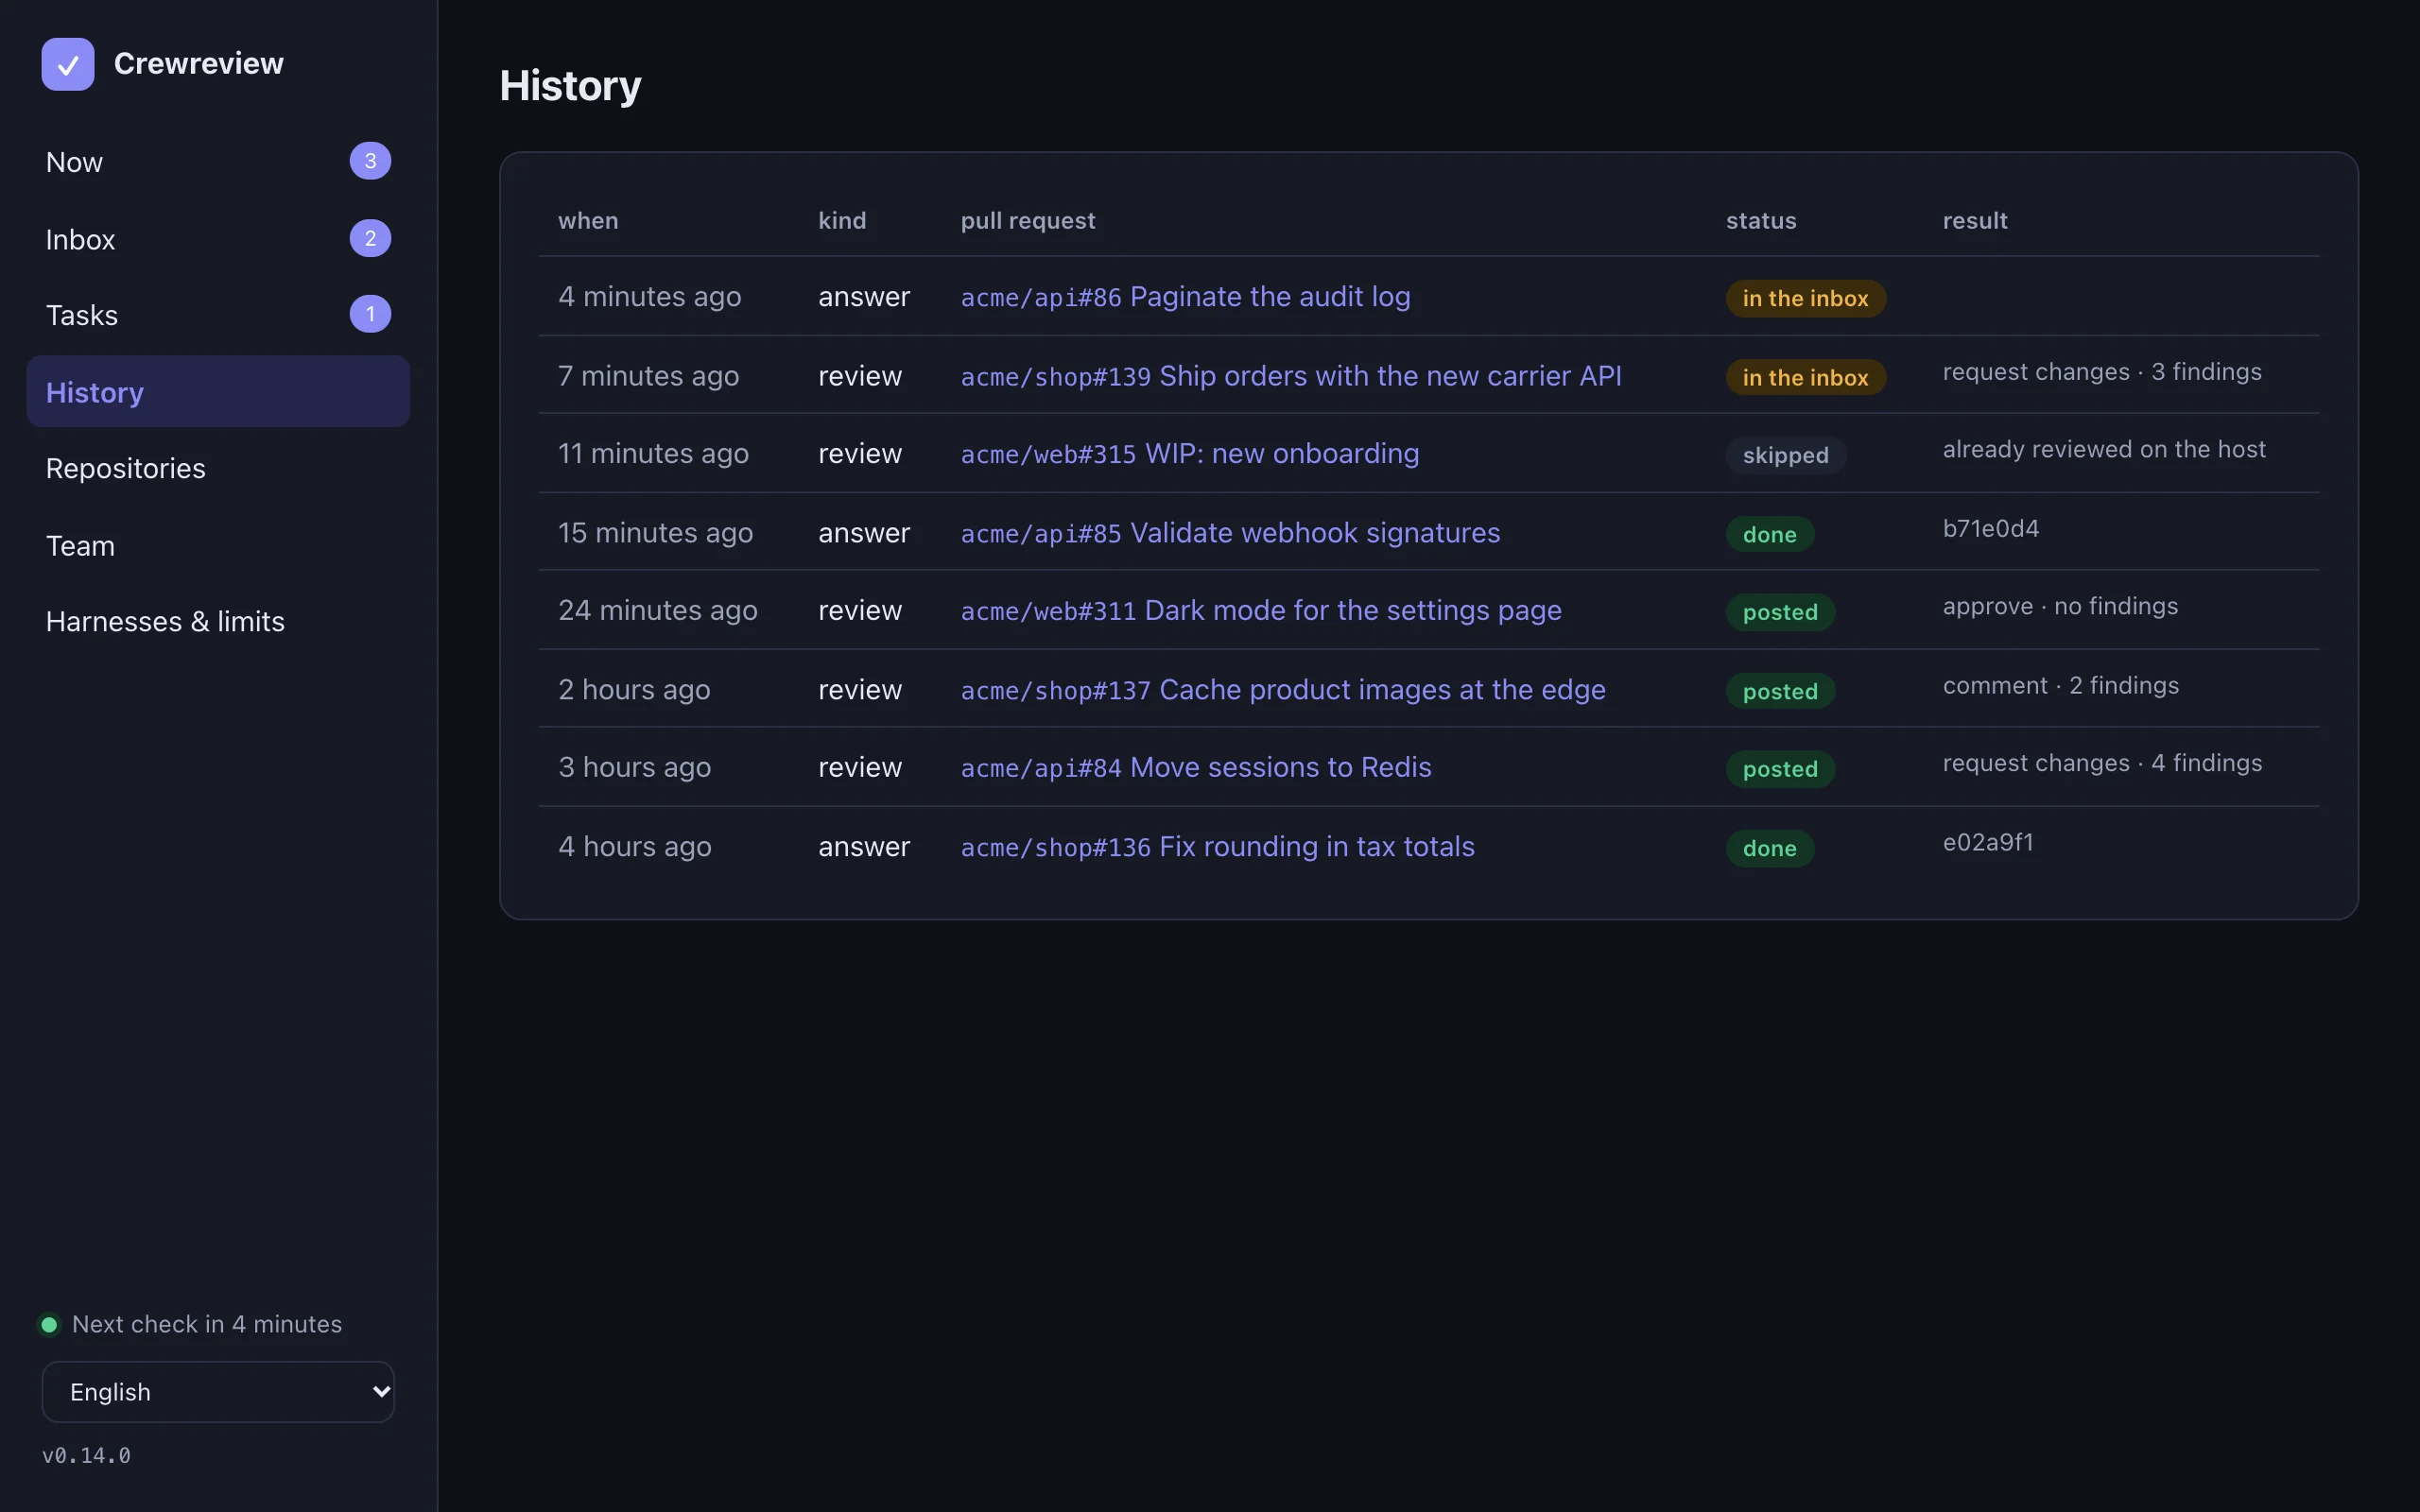 Crewreview
Now 3
Inbox 2
Tasks 1
History
Repositories
Team
Harnesses & limits
Next check in 4 minutes
English
v0.14.0
History
when kind pull request status result
4 minutes ago answer acme/api#86 Paginate the audit log in the inbox
7 minutes ago review acme/shop#139 Ship orders with the new carrier API in the inbox request changes · 3 findings
11 minutes ago review acme/web#315 WIP: new onboarding skipped already reviewed on the host
15 minutes ago answer acme/api#85 Validate webhook signatures done b71e0d4
24 minutes ago review acme/web#311 Dark mode for the settings page posted approve · no findings
2 hours ago review acme/shop#137 Cache product images at the edge posted comment · 2 findings
3 hours ago review acme/api#84 Move sessions to Redis posted request changes · 4 findings
4 hours ago answer acme/shop#136 Fix rounding in tax totals done e02a9f1